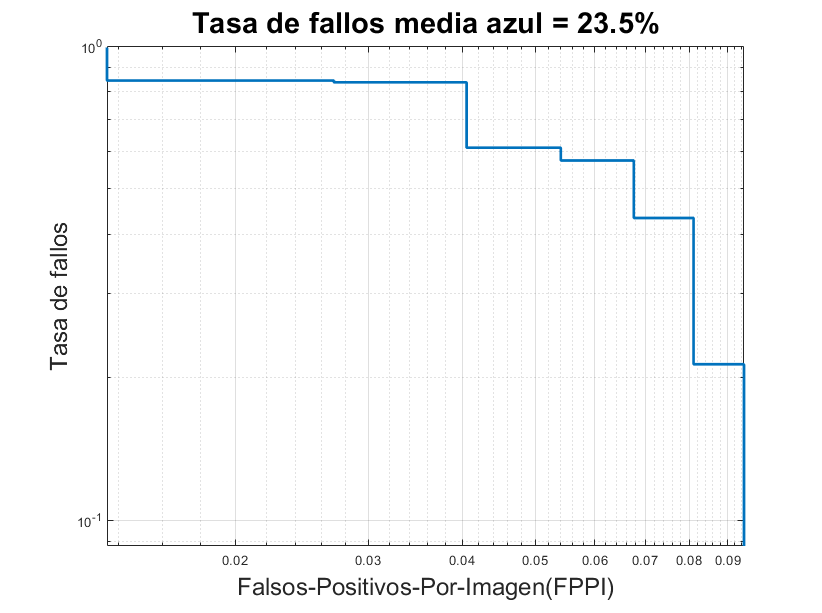 Tasa de fallos media azul = 23.5%
10^0
Tasa de fallos
10^-1
0.02 0.03 0.04 0.05 0.06 0.07 0.08 0.09
Falsos-Positivos-Por-Imagen(FPPI)